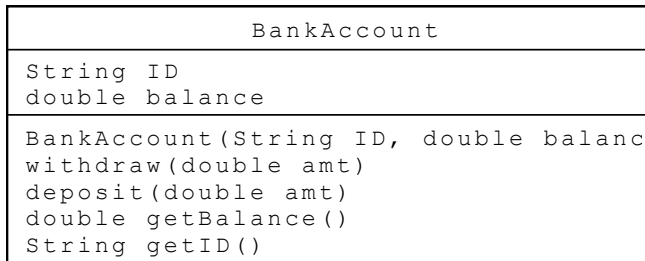 BankAccount
String ID
double balance
BankAccount(String ID, double balanc
withdraw(double amt)
deposit(double amt)
double getBalance()
String getID()